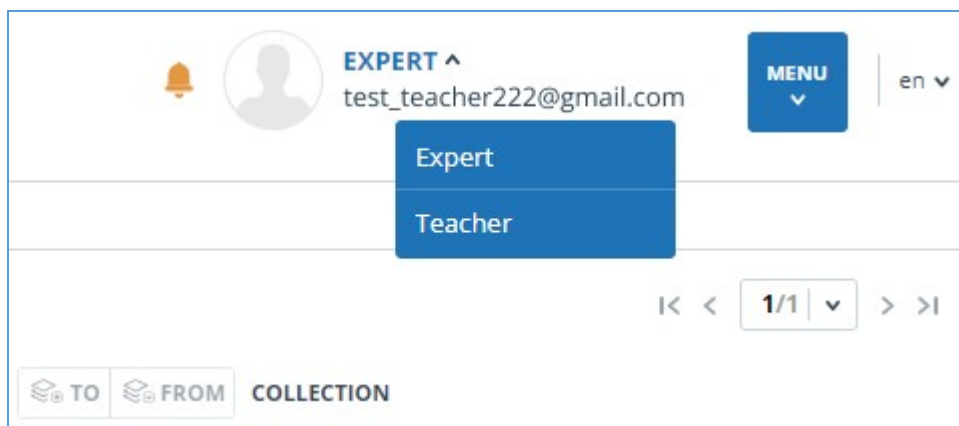 EXPERT
test_teacher222@gmail.com
MENU
en
Expert
Teacher
1/1
TO FROM COLLECTION